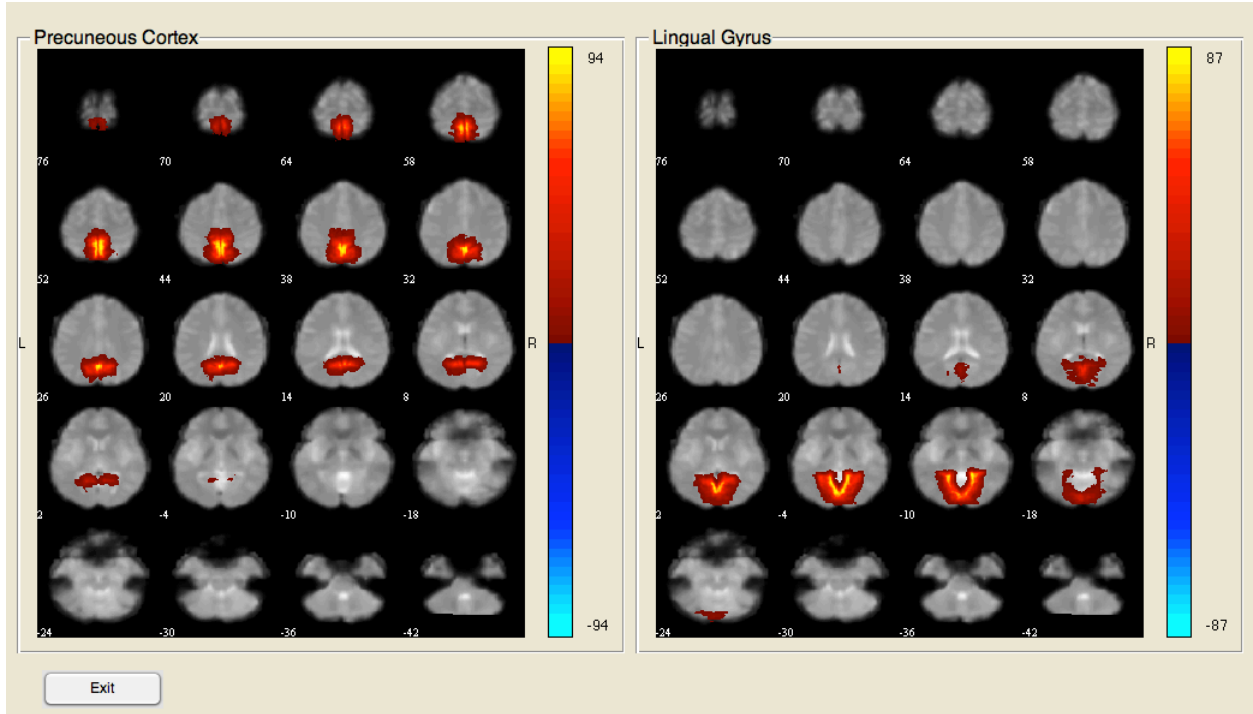 Precuneous Cortex
94
76 70 64 58
52 44 38 32
L R
26 20 14 8
2 -4 -10 -18
-24 -30 -36 -42
-94
Lingual Gyrus
87
76 70 64 58
52 44 38 32
L R
26 20 14 8
2 -4 -10 -18
-24 -30 -36 -42
-87
Exit